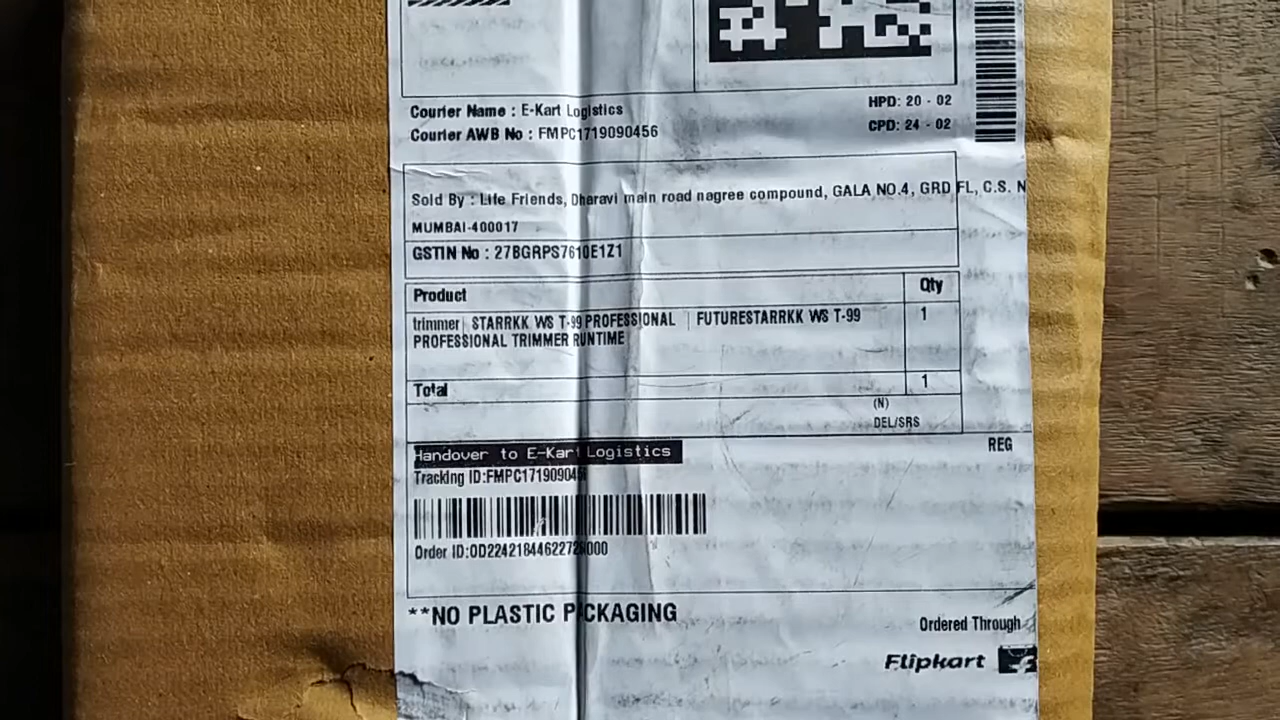 Courier Name : E-Kart Logistics
HPD: 20 - 02
Courier AWB No : FMPC1719090456
CPD: 24 - 02
Sold By : Life Friends, Dharavi main road nagree compound, GALA NO.4, GRD FL, C.S. N
MUMBAI-400017
GSTIN No : 27BGRPS7610E1Z1
Product Qty
trimmer | STARRKK WS T-99 PROFESSIONAL | FUTURESTARRKK WS T-99 1
PROFESSIONAL TRIMMER RUNTIME
Total 1
(N)
DEL/SRS
Handover to E-Kart Logistics
REG
Tracking ID:FMPC171909045
Order ID:
**NO PLASTIC PACKAGING
Ordered Through
Flipkart